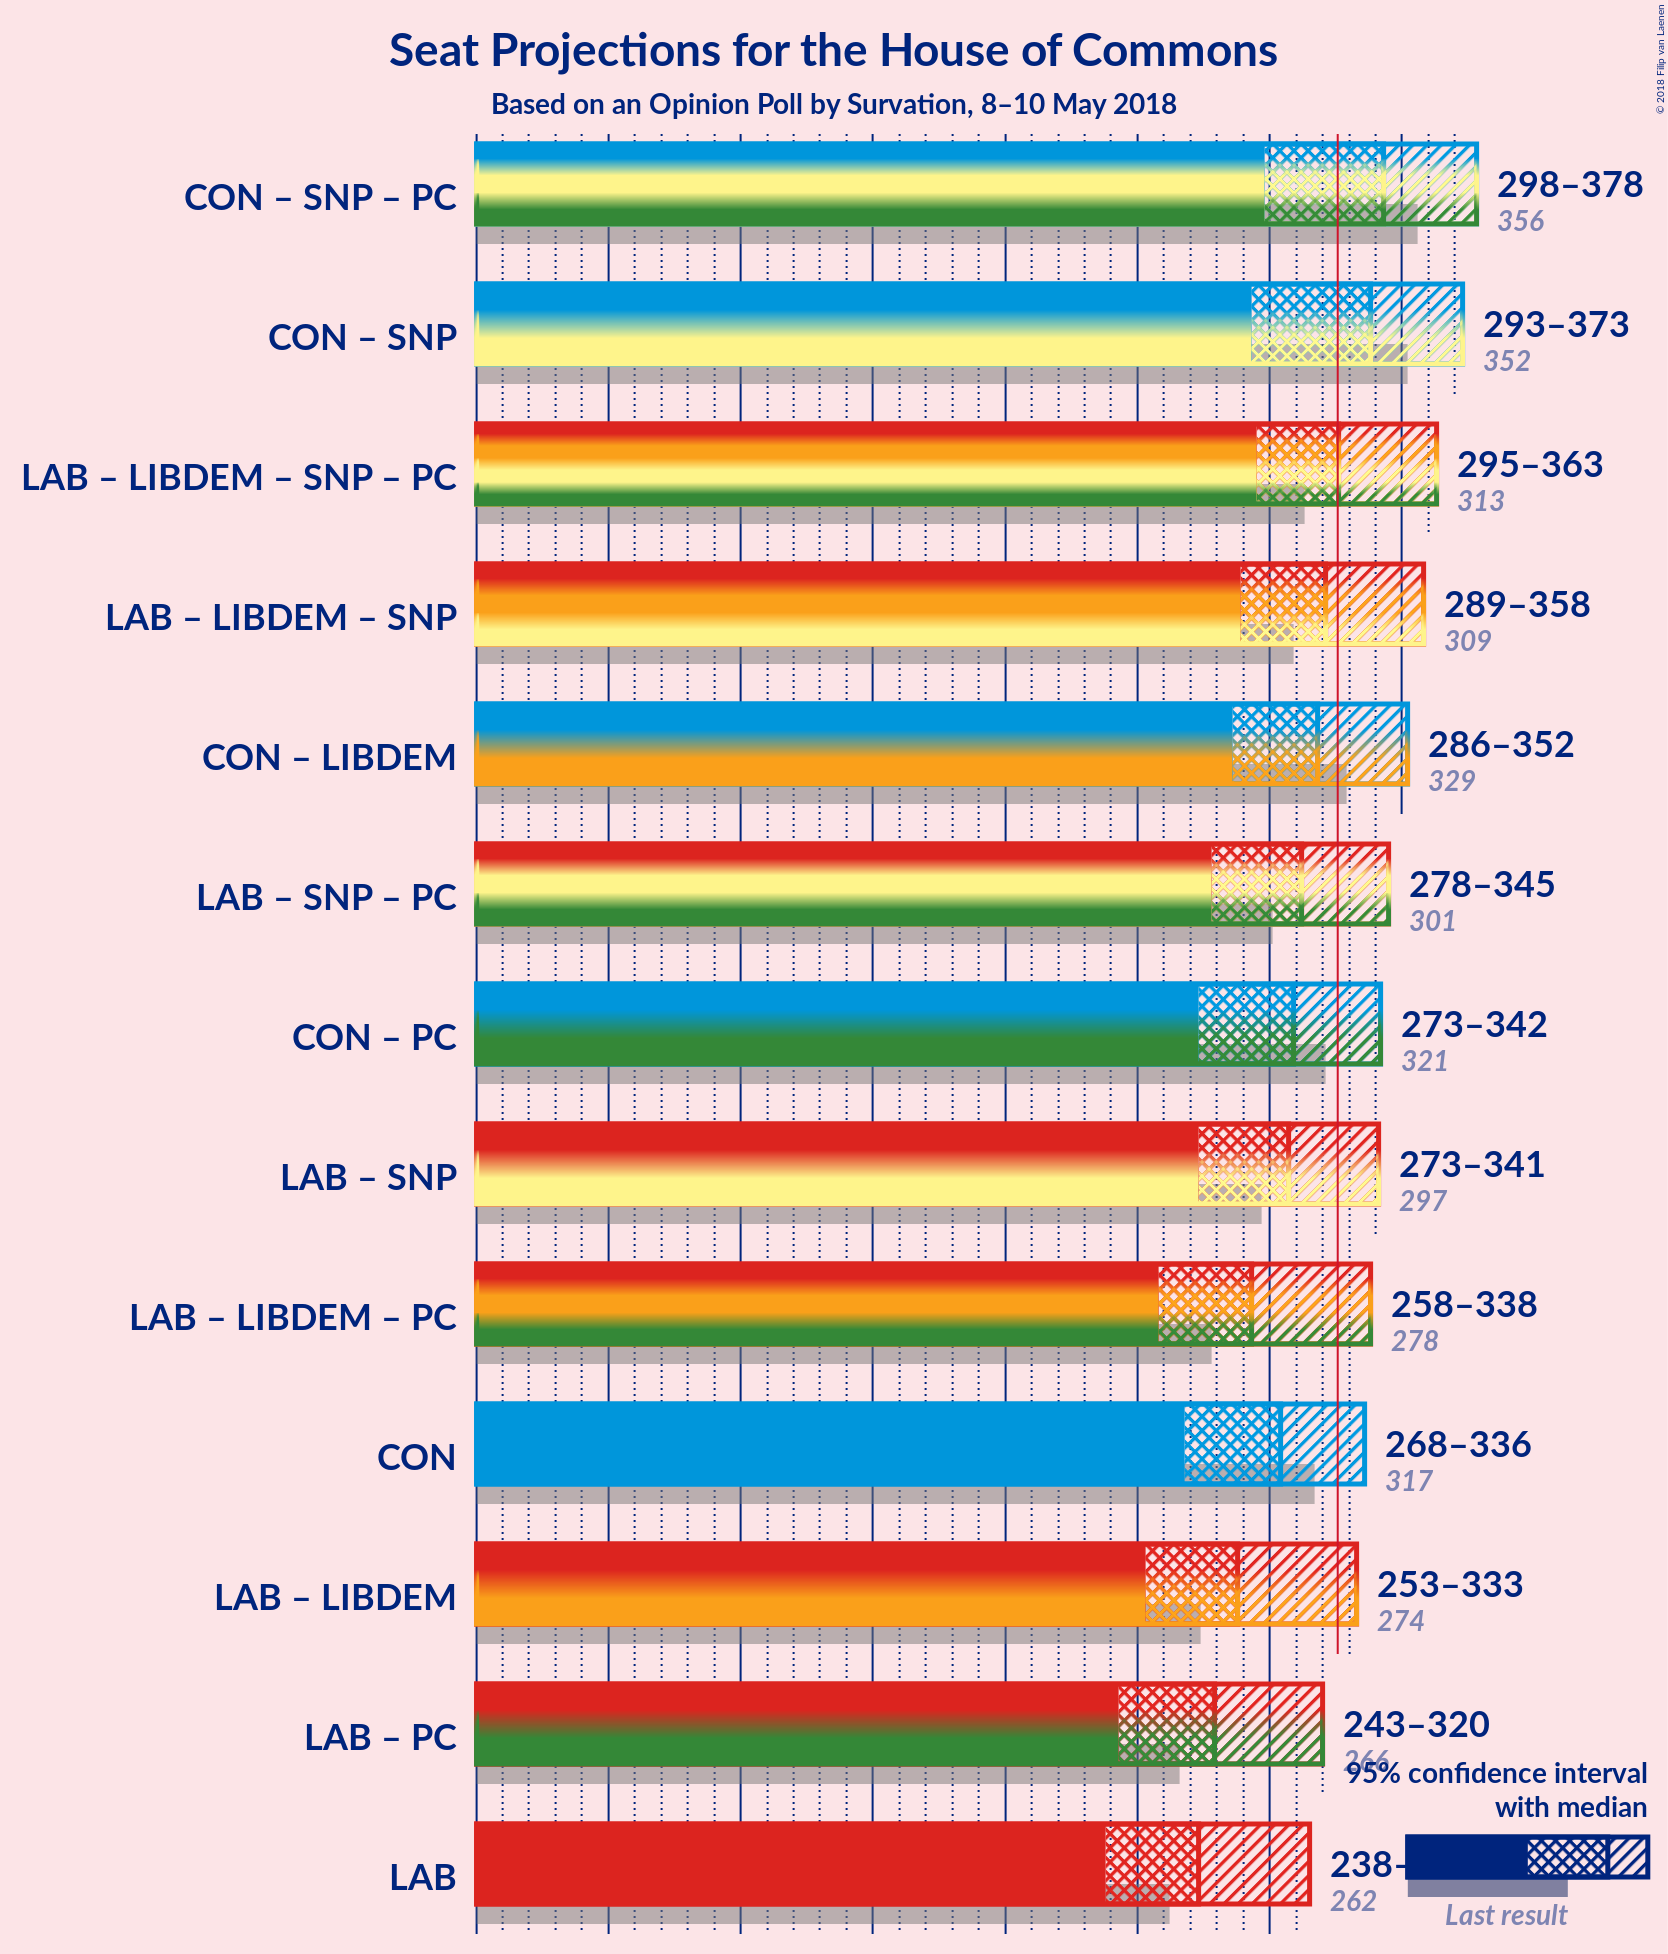 Seat Projections for the House of Commons
Based on an Opinion Poll by Survation, 8–10 May 2018
© 2018 Filip van Laenen
CON – SNP – PC
298–378
356
CON – SNP
293–373
352
LAB – LIBDEM – SNP – PC
295–363
313
LAB – LIBDEM – SNP
289–358
309
CON – LIBDEM
286–352
329
LAB – SNP – PC
278–345
301
CON – PC
273–342
321
LAB – SNP
273–341
297
LAB – LIBDEM – PC
258–338
278
CON
268–336
317
LAB – LIBDEM
253–333
274
LAB – PC
243–320
266
95% confidence interval
with median
LAB
238–
262
Last result